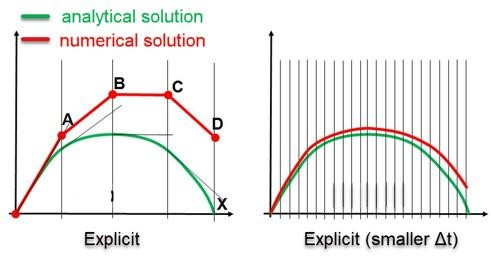 analytical solution
numerical solution
A
B
C
D
X
Explicit
Explicit (smaller Δt)